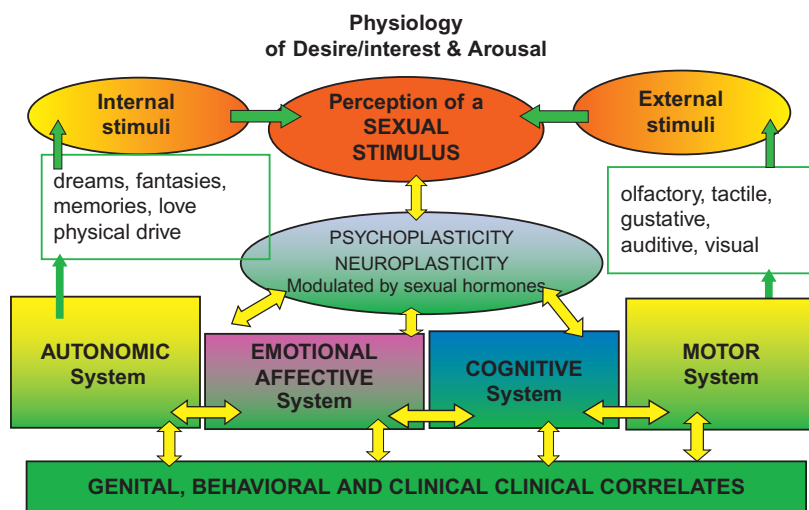 Physiology
of Desire/interest & Arousal
Internal
stimuli
Perception of a
SEXUAL
STIMULUS
External
stimuli
dreams, fantasies,
memories, love
physical drive
olfactory, tactile,
gustative,
auditive, visual
PSYCHOPLASTICITY
NEUROPLASTICITY
Modulated by sexual hormones
AUTONOMIC
System
EMOTIONAL
AFFECTIVE
System
COGNITIVE
System
MOTOR
System
GENITAL, BEHAVIORAL AND CLINICAL CLINICAL CORRELATES